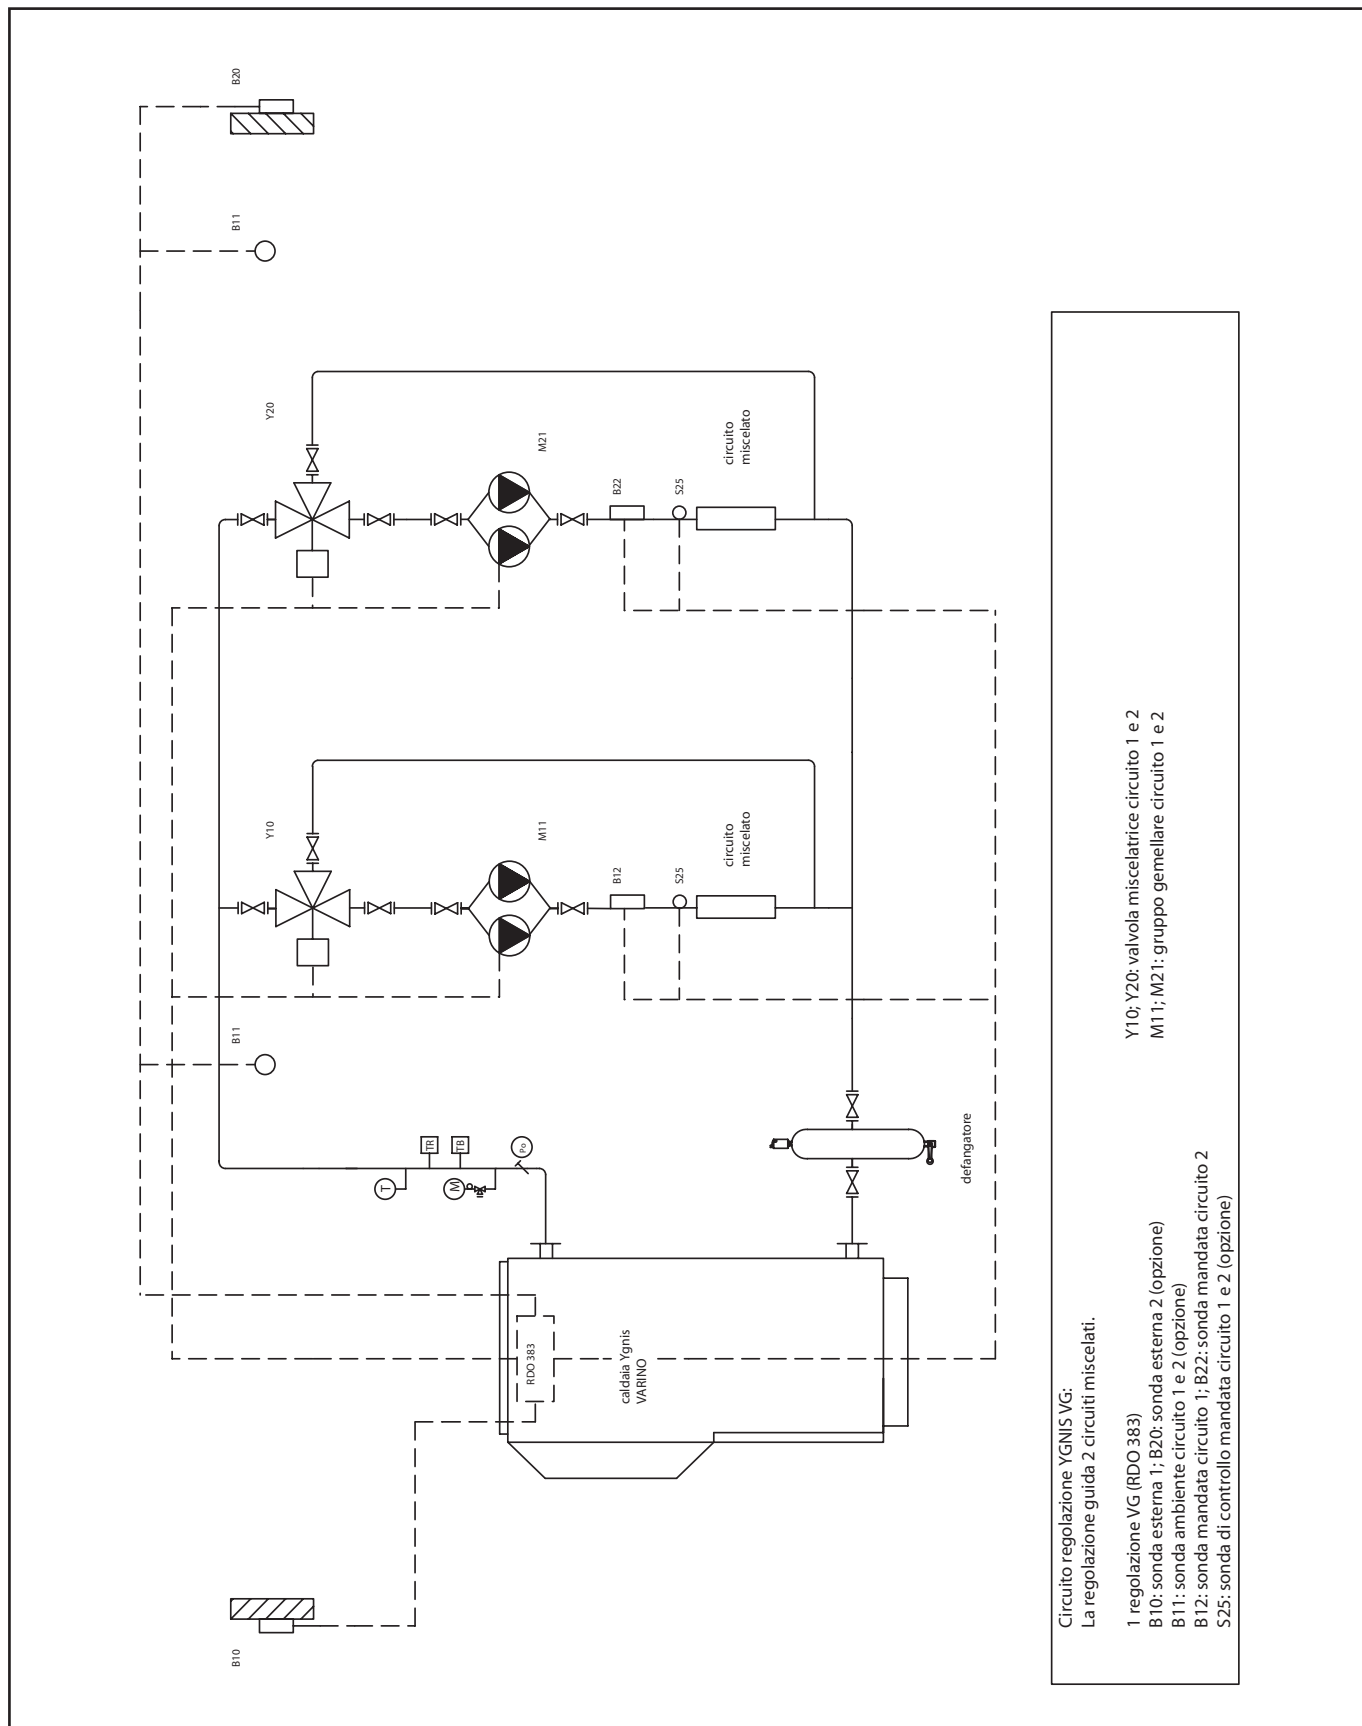 B10
B11
B11
B20
Y10
Y20
T
TR
M
TB
Po
M11
M21
RDO 383
B12
B22
S25
S25
caldaia Ygnis
VARINO
circuito
miscelato
circuito
miscelato
defangatore
Circuito regolazione YGNIS VG:
La regolazione guida 2 circuiti miscelati.
1 regolazione VG (RDO 383)
B10: sonda esterna 1; B20: sonda esterna 2 (opzione)
B11: sonda ambiente circuito 1 e 2 (opzione)
B12: sonda mandata circuito 1; B22: sonda mandata circuito 2
S25: sonda di controllo mandata circuito 1 e 2 (opzione)
Y10; Y20: valvola miscelatrice circuito 1 e 2
M11; M21: gruppo gemellare circuito 1 e 2